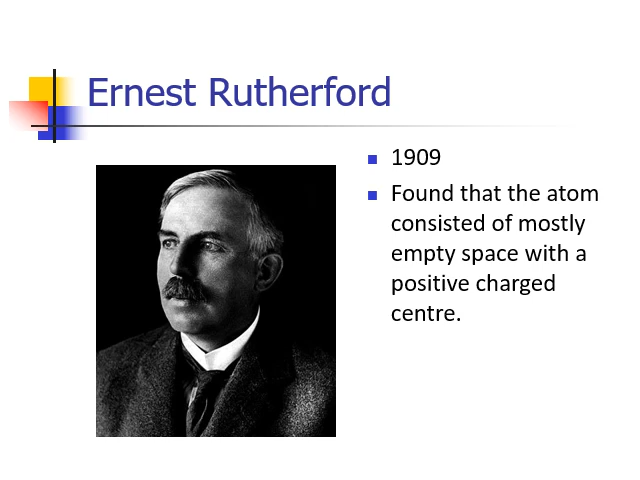 Ernest Rutherford
1909
Found that the atom
consisted of mostly
empty space with a
positive charged
centre.